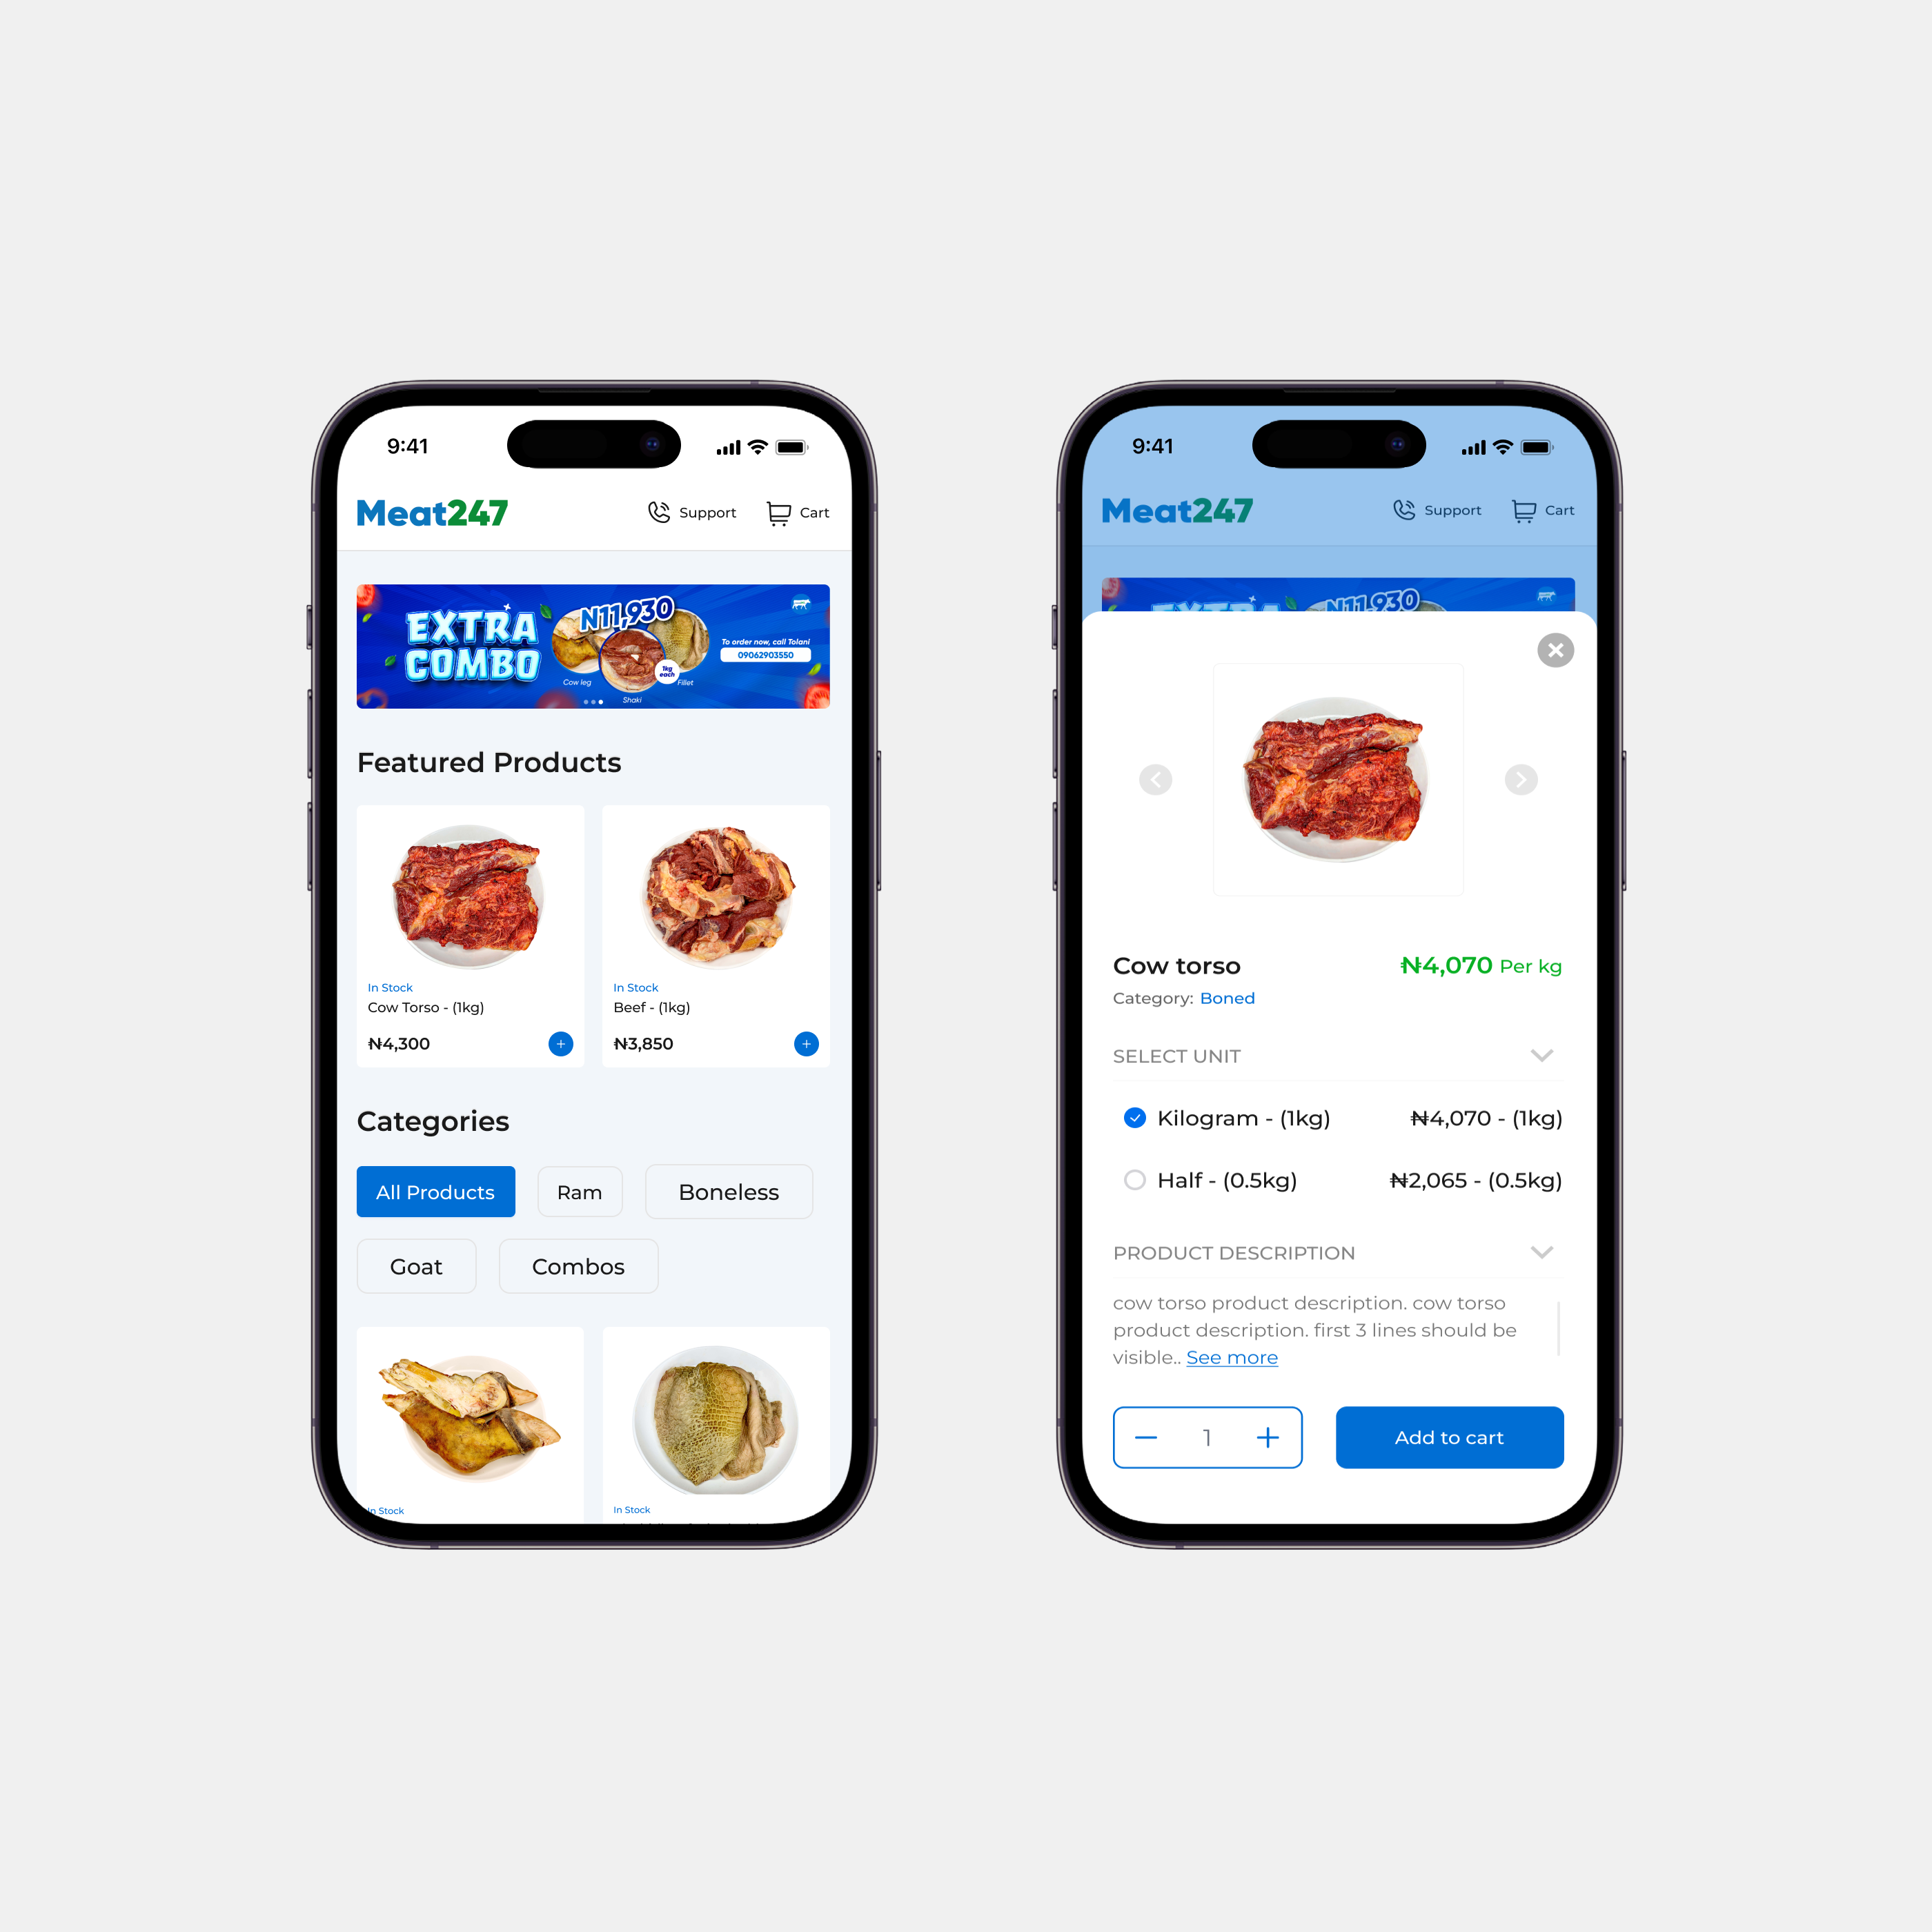 9:41
Meat247
Support
Cart
EXTRA
COMBO
N11,930
To order now, call Tolani
09062903550
1kg
each
Cow leg
Fillet
Shaki
Featured Products
In Stock
Cow Torso - (1kg)
₦4,300
In Stock
Beef - (1kg)
₦3,850
Categories
All Products
Ram
Boneless
Goat
Combos
In Stock
In Stock
9:41
Meat247
Support
Cart
EXTRA
N11,930
Cow torso
₦4,070 Per kg
Category: Boned
SELECT UNIT
Kilogram - (1kg)
₦4,070 - (1kg)
Half - (0.5kg)
₦2,065 - (0.5kg)
PRODUCT DESCRIPTION
cow torso product description. cow torso
product description. first 3 lines should be
visible.. See more
1
Add to cart